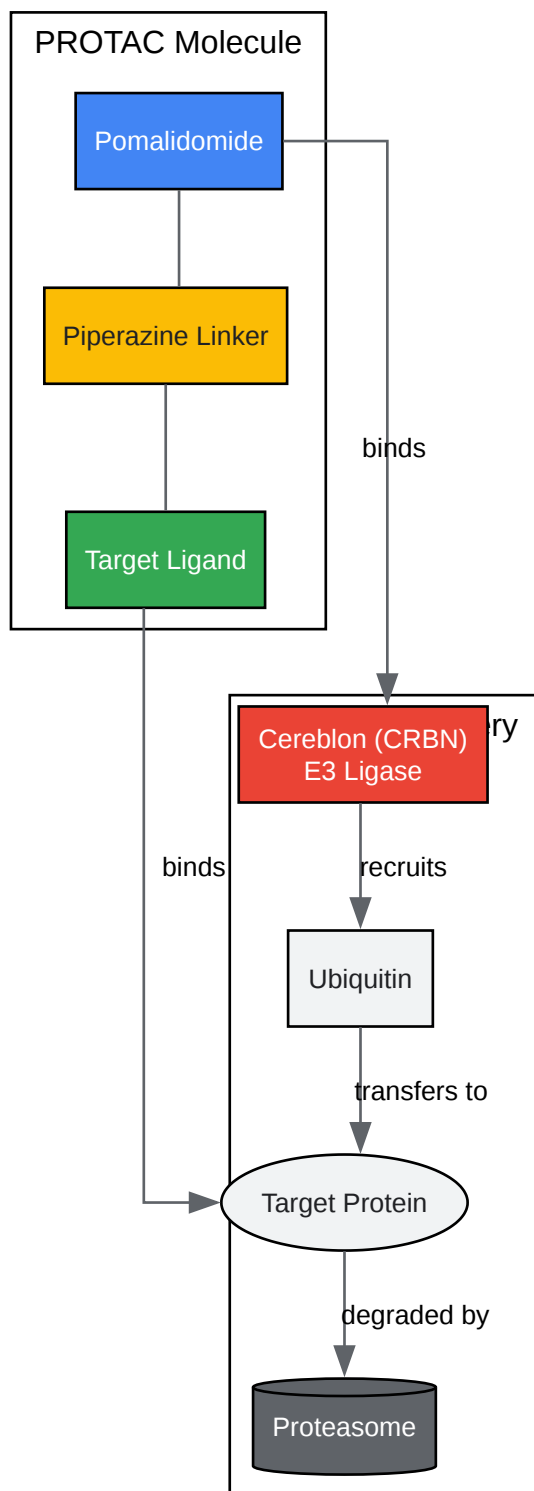 PROTAC Molecule
Pomalidomide
Piperazine Linker
binds
Target Ligand
Cereblon (CRBN)
E3 Ligase
binds
recruits
Ubiquitin
transfers to
Target Protein
degraded by
Proteasome